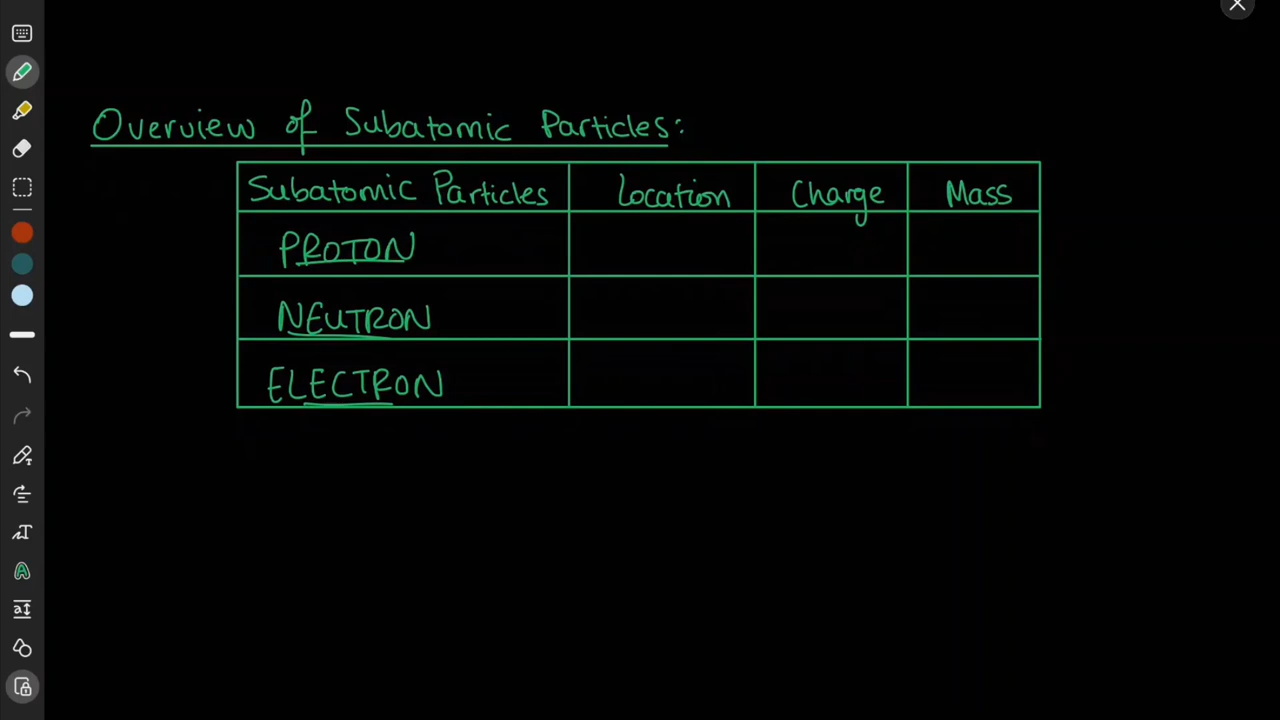 Overview of Subatomic Particles:
Subatomic Particles Location Charge Mass
PROTON
NEUTRON
ELECTRON